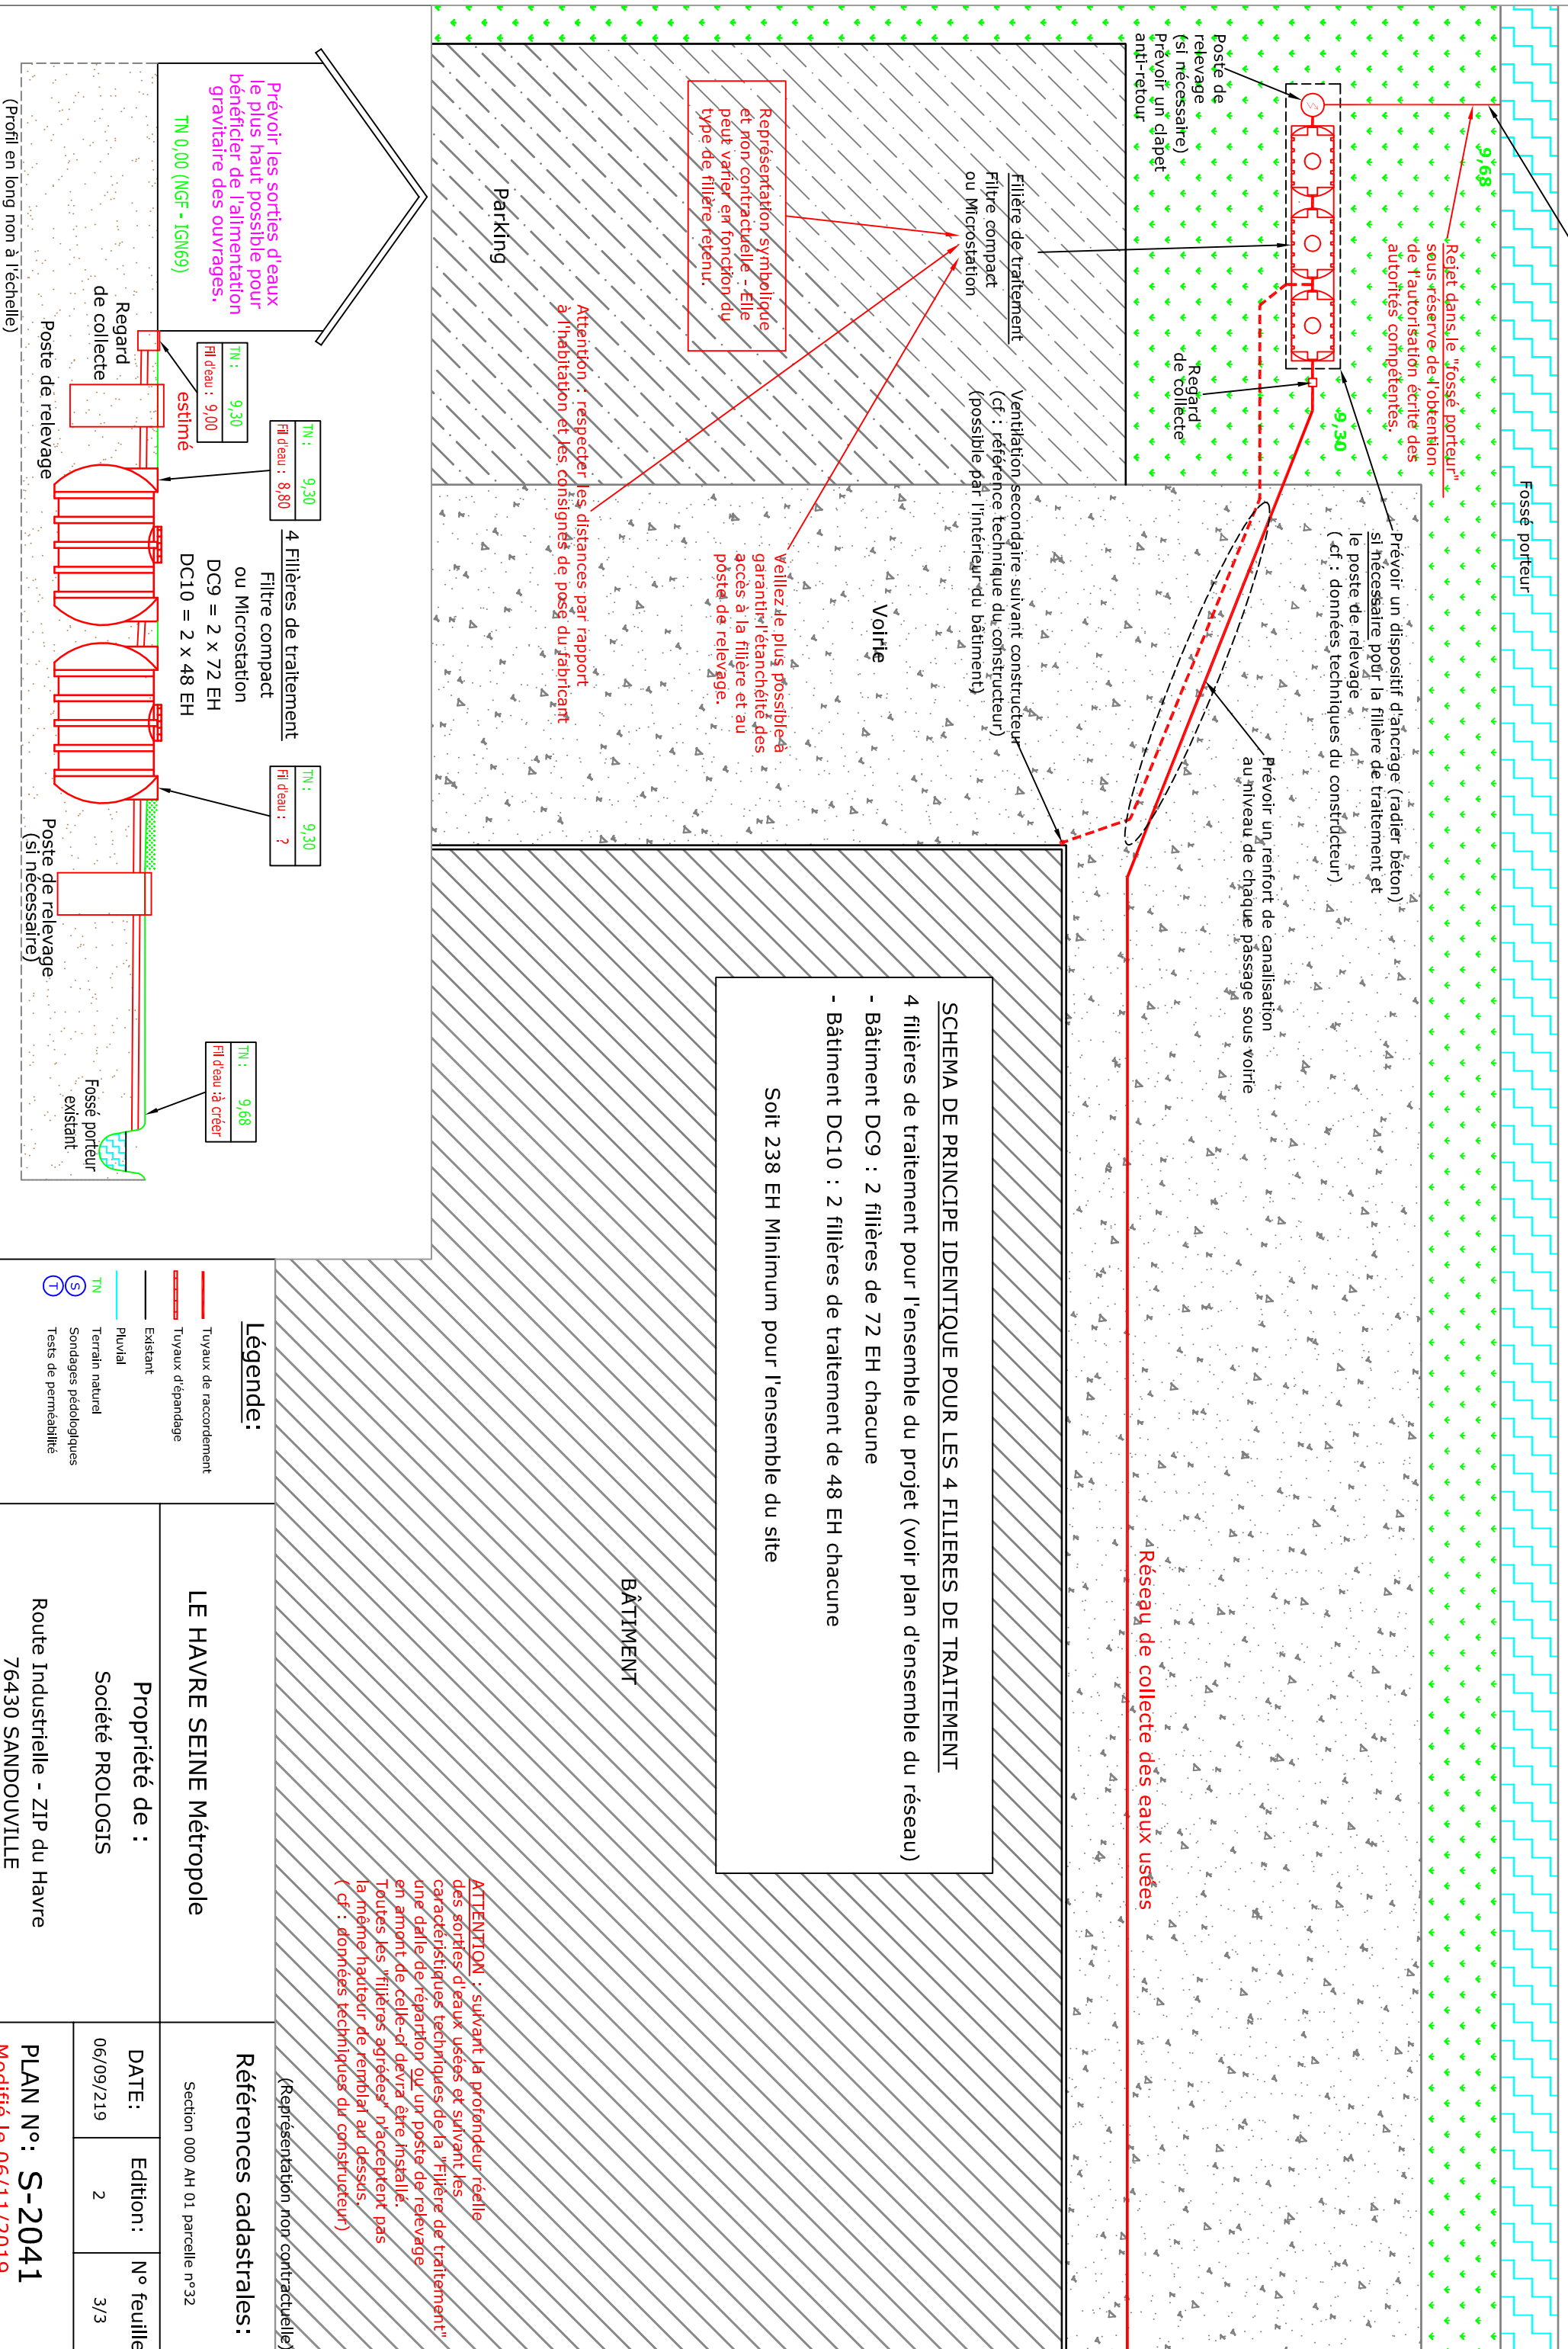 Fossé porteur
9,68
Rejet dans le "fossé porteur"
sous réserve de l'obtention
de l'autorisation écrite des
autorités compétentes.
Poste de
relevage
(si nécessaire)
Prévoir un clapet
anti-retour
9,30
Regard
de collecte
Prévoir un dispositif d'ancrage (radier béton)
si nécessaire pour la filière de traitement et
le poste de relevage
( cf : données techniques du constructeur)
Prévoir un renfort de canalisation
au niveau de chaque passage sous voirie
Filière de traitement
Filtre compact
ou Microstation
Ventilation secondaire suivant constructeur
(cf : référence technique du constructeur)
(possible par l'intérieur du bâtiment)
Réseau de collecte des eaux usées
Représentation symbolique
et non contractuelle - Elle
peut varier en fonction du
type de filière retenu.
Veillez le plus possible à
garantir l'étanchéité des
accès à la filière et au
poste de relevage.
Voirie
Attention : respecter les distances par rapport
à l'habitation et les consignes de pose du fabricant
Parking
SCHEMA DE PRINCIPE IDENTIQUE POUR LES 4 FILIERES DE TRAITEMENT
4 filières de traitement pour l'ensemble du projet (voir plan d'ensemble du réseau)
- Bâtiment DC9 : 2 filières de 72 EH chacune
- Bâtiment DC10 : 2 filières de traitement de 48 EH chacune
Soit 238 EH Minimum pour l'ensemble du site
BÂTIMENT
ATTENTION : suivant la profondeur réelle
des sorties d'eaux usées et suivant les
caractéristiques techniques de la "Filière de traitement"
une dalle de répartion ou un poste de relevage
en amont de celle-ci devra être installé.
Toutes les "filières agréées" n'acceptent pas
la même hauteur de remblai au dessus.
( cf : données techniques du constructeur)
(Représentation non contractuelle)
Prévoir les sorties d'eaux
le plus haut possible pour
bénéficier de l'alimentation
gravitaire des ouvrages.
TN 0,00 (NGF - IGN69)
TN : 9,30
Fil d'eau : 9,00
estimé
TN : 9,30
Fil d'eau : 8,80
4 Filières de traitement
Filtre compact
ou Microstation
DC9 = 2 x 72 EH
DC10 = 2 x 48 EH
TN : 9,30
Fil d'eau : ?
TN : 9,68
Fil d'eau :à créer
Regard
de collecte
Poste de relevage
Poste de relevage
(si nécessaire)
Fossé porteur
existant
(Profil en long non à l'échelle)
Légende:
Tuyaux de raccordement
Tuyaux d'épandage
Existant
Pluvial
TN Terrain naturel
S Sondages pédologiques
T Tests de perméabilité
LE HAVRE SEINE Métropole
Propriété de :
Société PROLOGIS
Route Industrielle - ZIP du Havre
76430 SANDOUVILLE
Références cadastrales:
Section 000 AH 01 parcelle n°32
DATE: Edition: N° feuille
06/09/219 2 3/3
PLAN N°: S-2041
Modifié le 06/11/2019